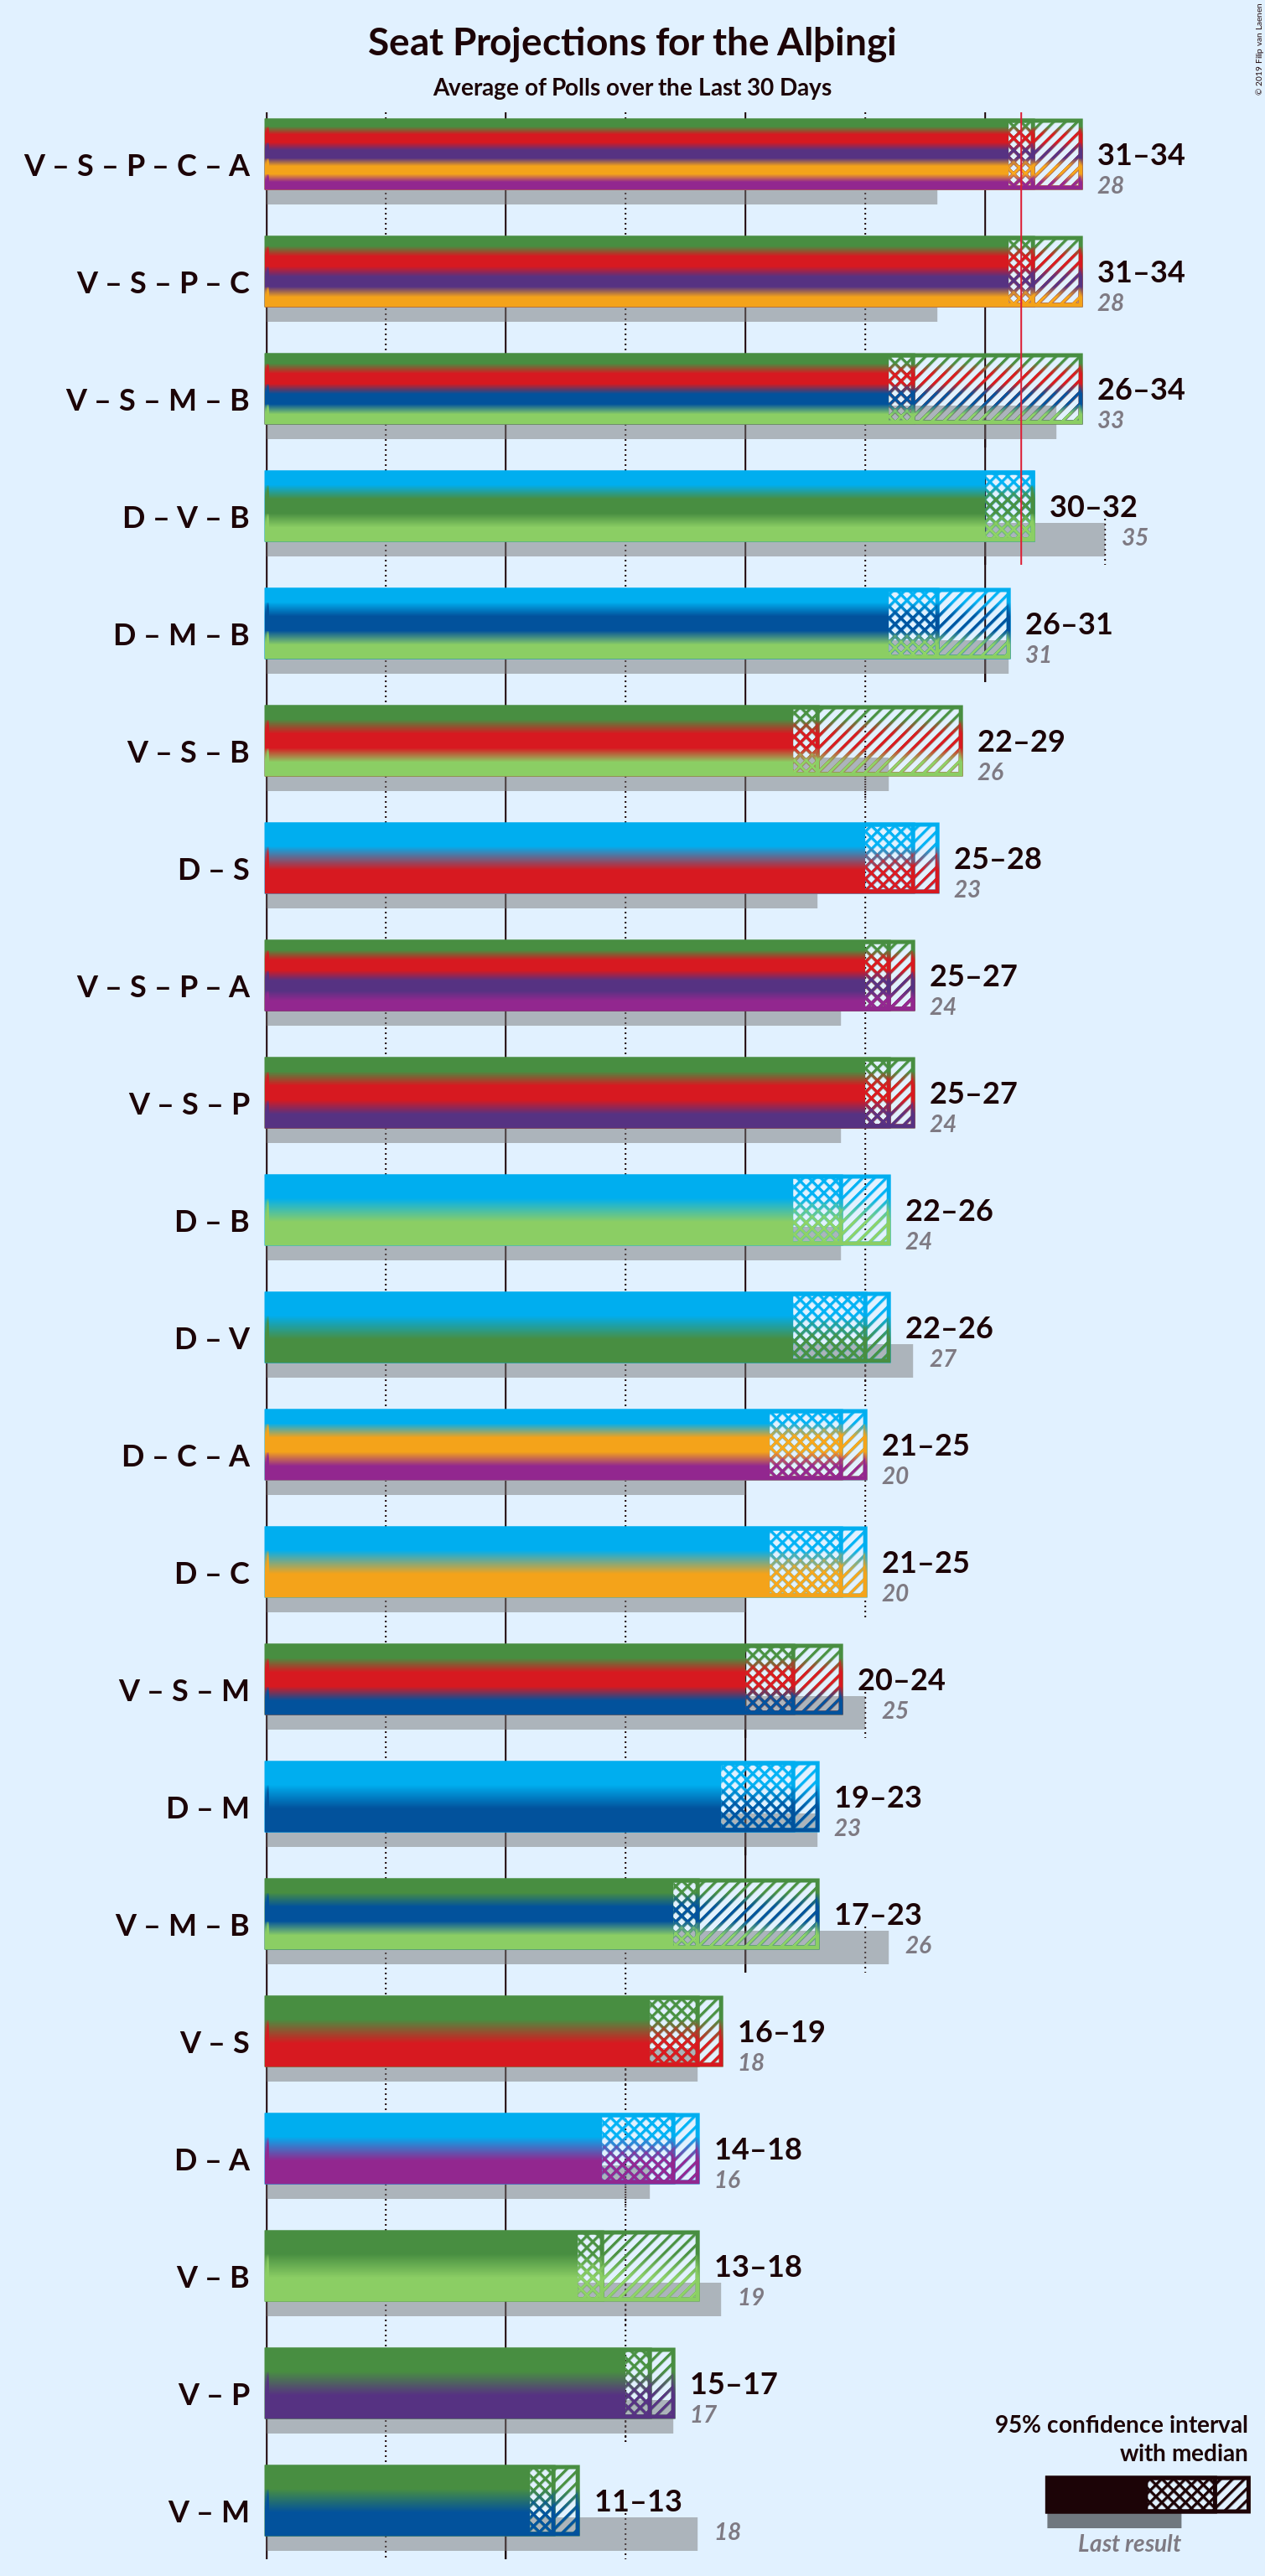 Seat Projections for the Alþingi
Average of Polls over the Last 30 Days
© 2019 Filip van Laenen
V – S – P – C – A
31–34
28
V – S – P – C
31–34
28
V – S – M – B
26–34
33
D – V – B
30–32
35
D – M – B
26–31
31
V – S – B
22–29
26
D – S
25–28
23
V – S – P – A
25–27
24
V – S – P
25–27
24
D – B
22–26
24
D – V
22–26
27
D – C – A
21–25
20
D – C
21–25
20
V – S – M
20–24
25
D – M
19–23
23
V – M – B
17–23
26
V – S
16–19
18
D – A
14–18
16
V – B
13–18
19
V – P
15–17
17
V – M
11–13
18
95% confidence interval
with median
Last result